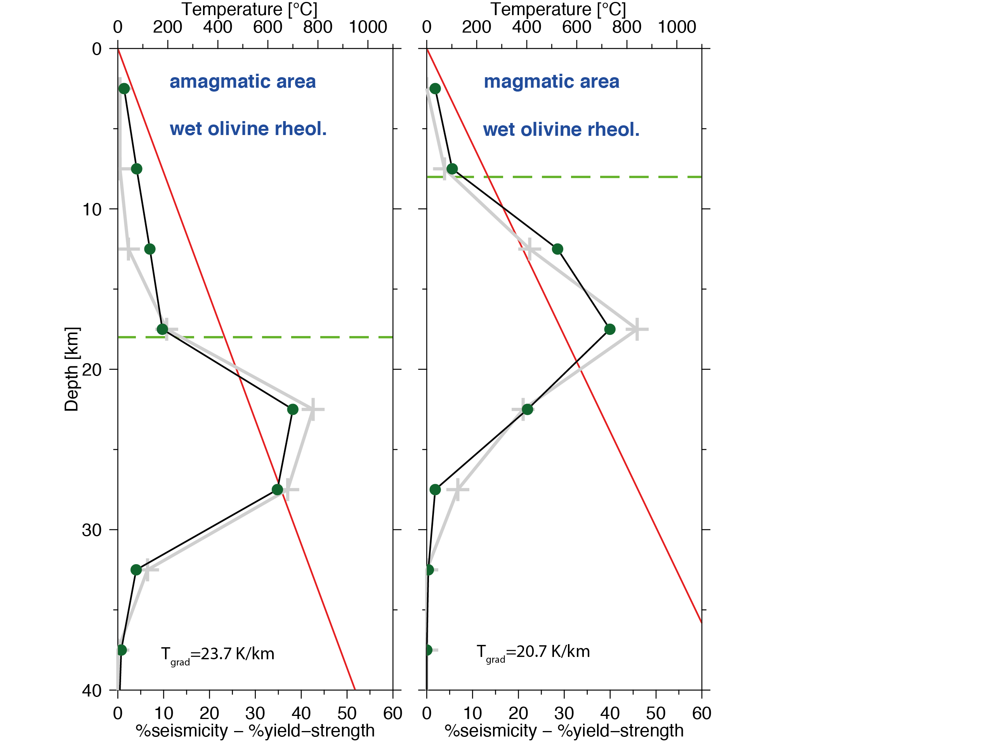 Temperature [°C]
0 200 400 600 800 1000
Temperature [°C]
0 200 400 600 800 1000
0
10
20
30
40
Depth [km]
amagmatic area
wet olivine rheol.
Tgrad=23.7 K/km
magmatic area
wet olivine rheol.
Tgrad=20.7 K/km
0 10 20 30 40 50 60
%seismicity – %yield–strength
0 10 20 30 40 50 60
%seismicity – %yield–strength